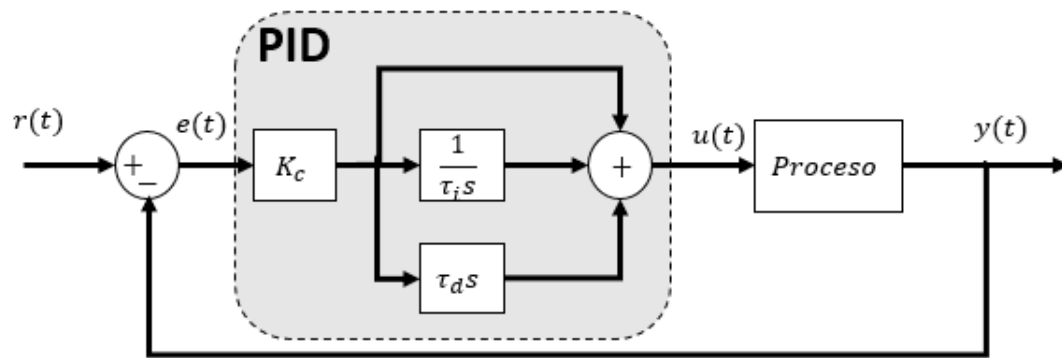 PID
r(t)
e(t)
+
−
K_c
1
τ_i s
τ_d s
+
u(t)
Proceso
y(t)